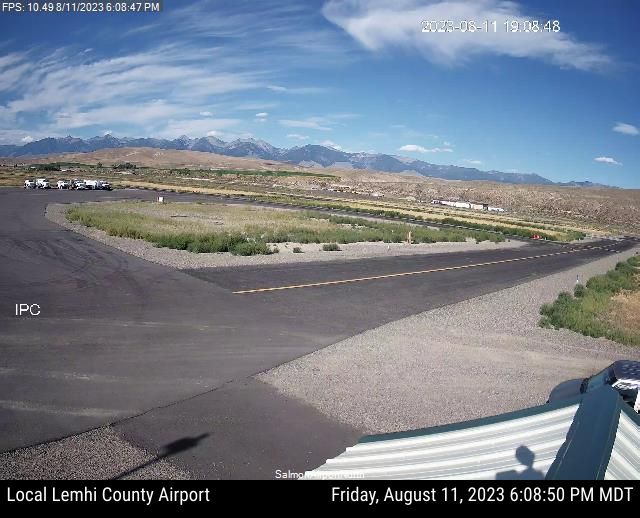 FPS: 10.49 8/11/2023 6:08:47 PM
2023-08-11 19:08:48
IPC
Local Lemhi County Airport
Friday, August 11, 2023 6:08:50 PM MDT